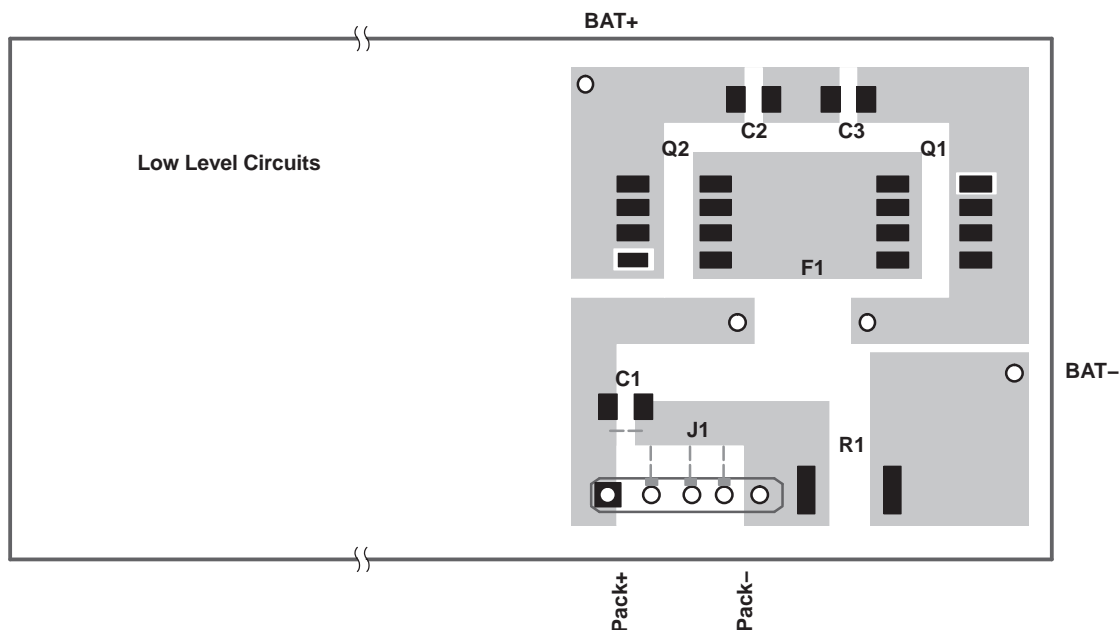 BAT+
C2
C3
Q2
Q1
Low Level Circuits
F1
BAT–
C1
J1
R1
Pack+
Pack–